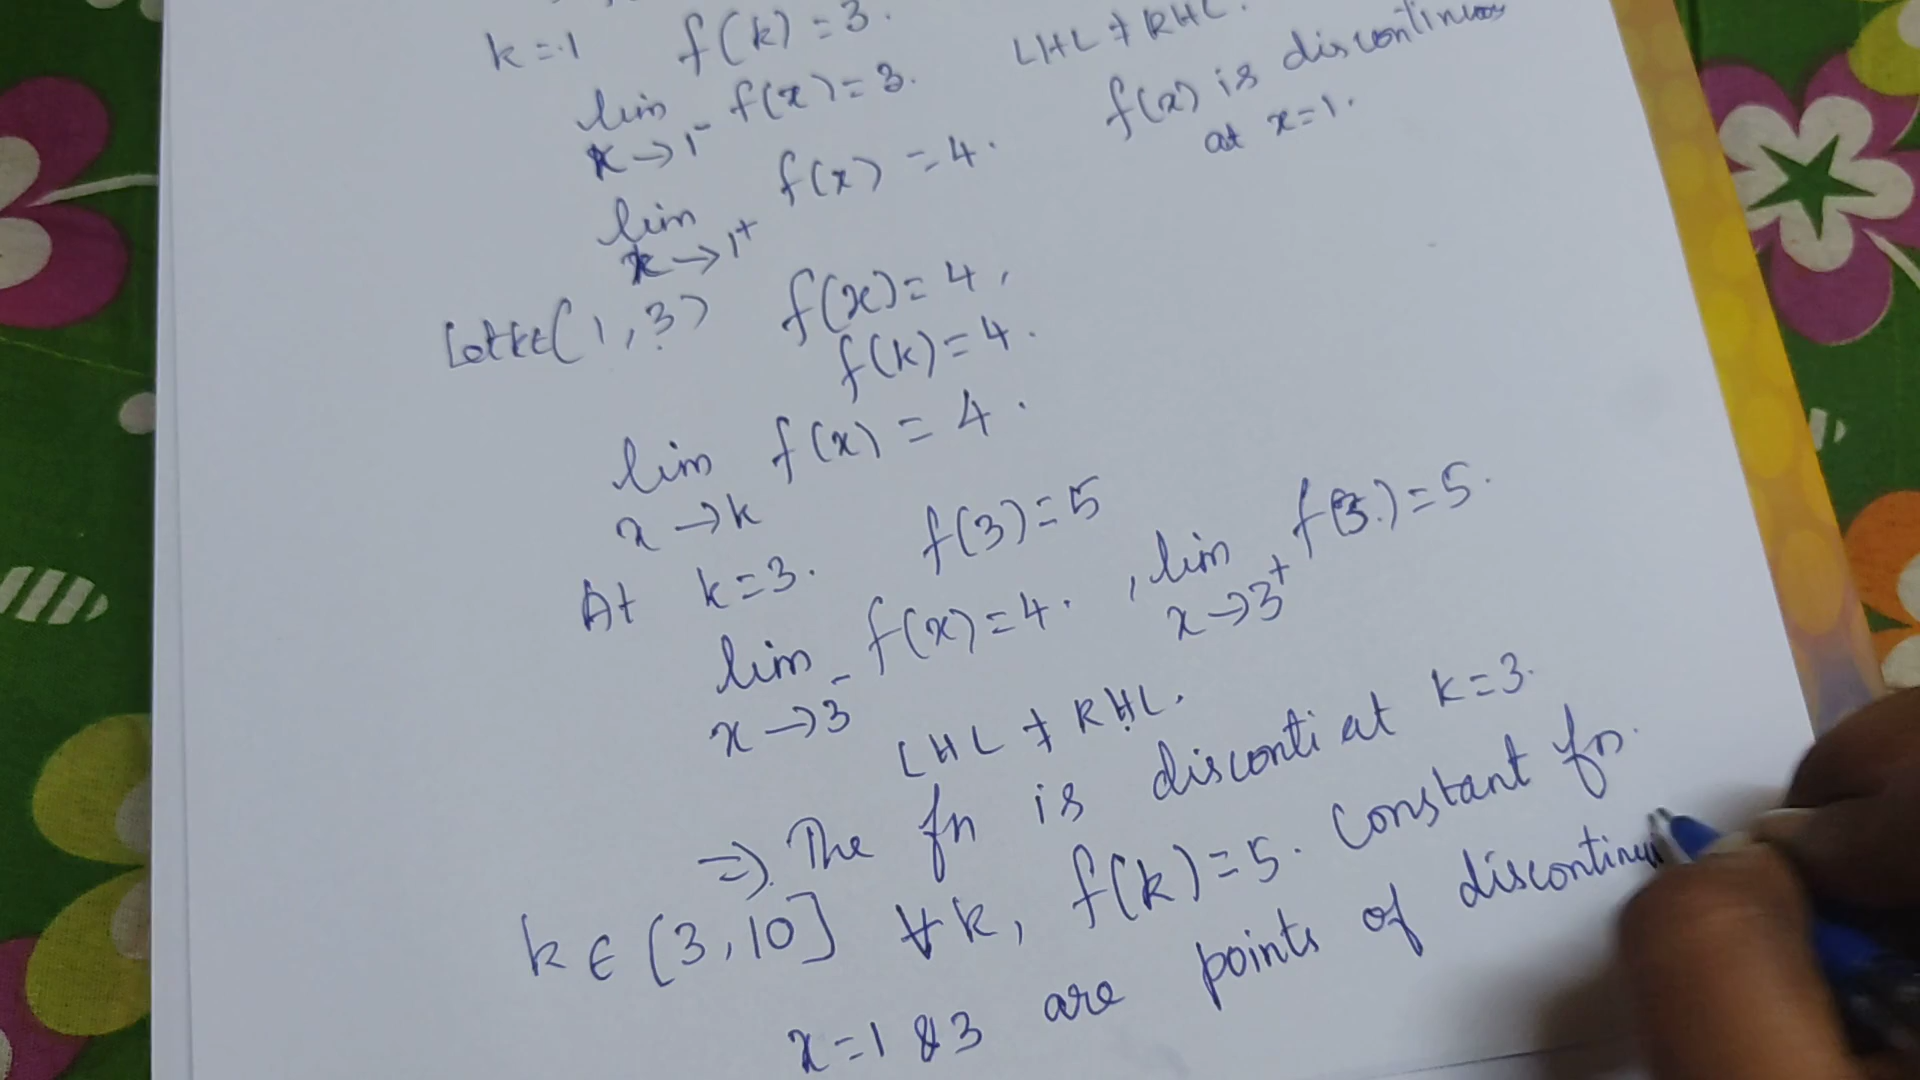 k=1 f(k)=3. LHL ≠ RHL.
lim x→1⁻ f(x)=3. f(x) is discontinuous
at x=1.
lim x→1⁺ f(x)=4.
Let k∈(1,3) f(x)=4,
f(k)=4.
lim x→k f(x)=4.
At k=3. f(3)=5
lim x→3⁻ f(x)=4. , lim x→3⁺ f(3.)=5.
LHL ≠ RHL.
⇒ The fn is disconti at k=3.
k∈(3,10] ∀k, f(k)=5. Constant fn.
x=1 & 3 are points of